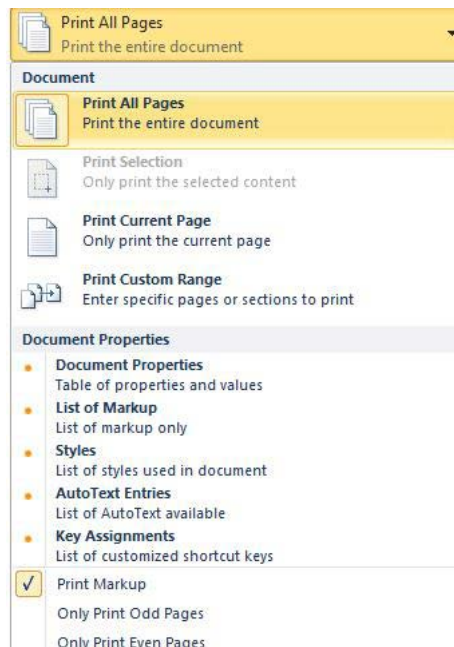 Print All Pages
Print the entire document
Document
Print All Pages
Print the entire document
Print Selection
Only print the selected content
Print Current Page
Only print the current page
Print Custom Range
Enter specific pages or sections to print
Document Properties
Document Properties
Table of properties and values
List of Markup
List of markup only
Styles
List of styles used in document
AutoText Entries
List of AutoText available
Key Assignments
List of customized shortcut keys
Print Markup
Only Print Odd Pages
Only Print Even Pages